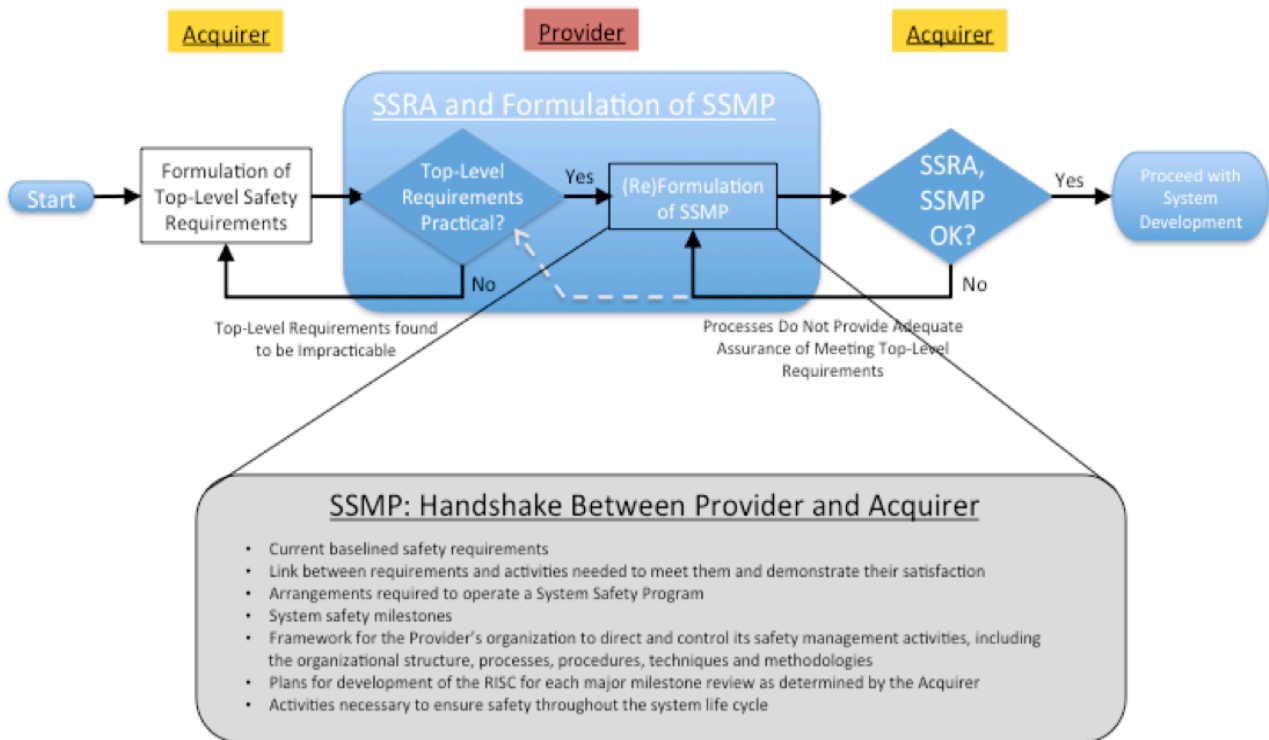 Acquirer
Provider
Acquirer
SSRA and Formulation of SSMP
Start
Formulation of
Top-Level Safety
Requirements
Top-Level
Requirements
Practical?
Yes
(Re)Formulation
of SSMP
SSRA,
SSMP
OK?
Yes
Proceed with
System
Development
No
No
Top-Level Requirements found
to be Impracticable
Processes Do Not Provide Adequate
Assurance of Meeting Top-Level
Requirements
SSMP: Handshake Between Provider and Acquirer
• Current baselined safety requirements
• Link between requirements and activities needed to meet them and demonstrate their satisfaction
• Arrangements required to operate a System Safety Program
• System safety milestones
• Framework for the Provider's organization to direct and control its safety management activities, including
the organizational structure, processes, procedures, techniques and methodologies
• Plans for development of the RISC for each major milestone review as determined by the Acquirer
• Activities necessary to ensure safety throughout the system life cycle